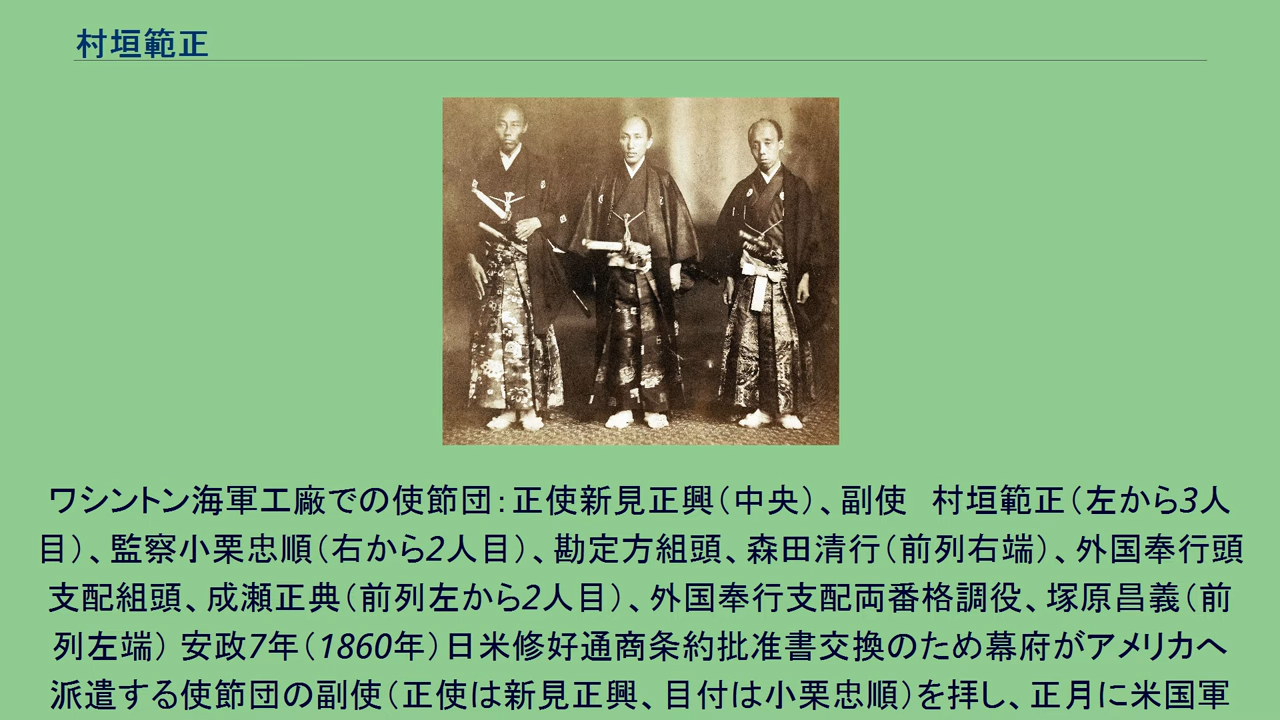 村垣範正
ワシントン海軍工廠での使節団：正使新見正興（中央）、副使　村垣範正（左から3人
目）、監察小栗忠順（右から2人目）、勘定方組頭、森田清行（前列右端）、外国奉行頭
支配組頭、成瀬正典（前列左から2人目）、外国奉行支配両番格調役、塚原昌義（前
列左端） 安政7年（1860年）日米修好通商条約批准書交換のため幕府がアメリカへ
派遣する使節団の副使（正使は新見正興、目付は小栗忠順）を拝し、正月に米国軍